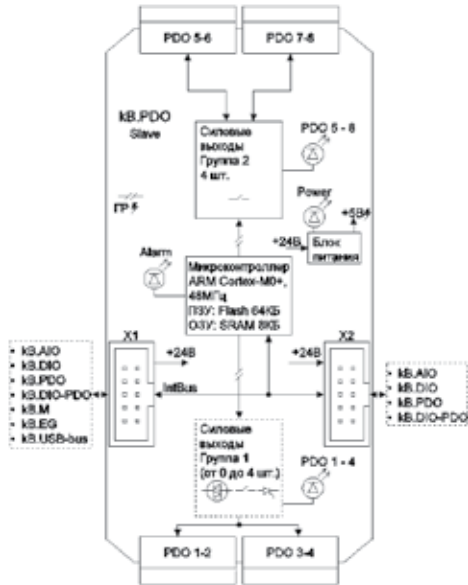 PDO 5-6
PDO 7-8
kB.PDO
Slave
Силовые
выходы
Группа 2
4 шт.
PDO 5 - 8
ГР
Power
+5В
+24В
Блок
питания
Alarm
Микроконтроллер
ARM Cortex-M0+,
48МГц
ПЗУ: Flash 64КБ
ОЗУ: SRAM 8КБ
X1
X2
+24В
+24В
kB.AIO
kB.DIO
kB.PDO
kB.DIO-PDO
kB.M
kB.EG
kB.USB-bus
IntBus
kB.AIO
kB.DIO
kB.PDO
kB.DIO-PDO
Силовые
выходы
Группа 1
(от 0 до 4 шт.)
PDO 1 - 4
PDO 1-2
PDO 3-4